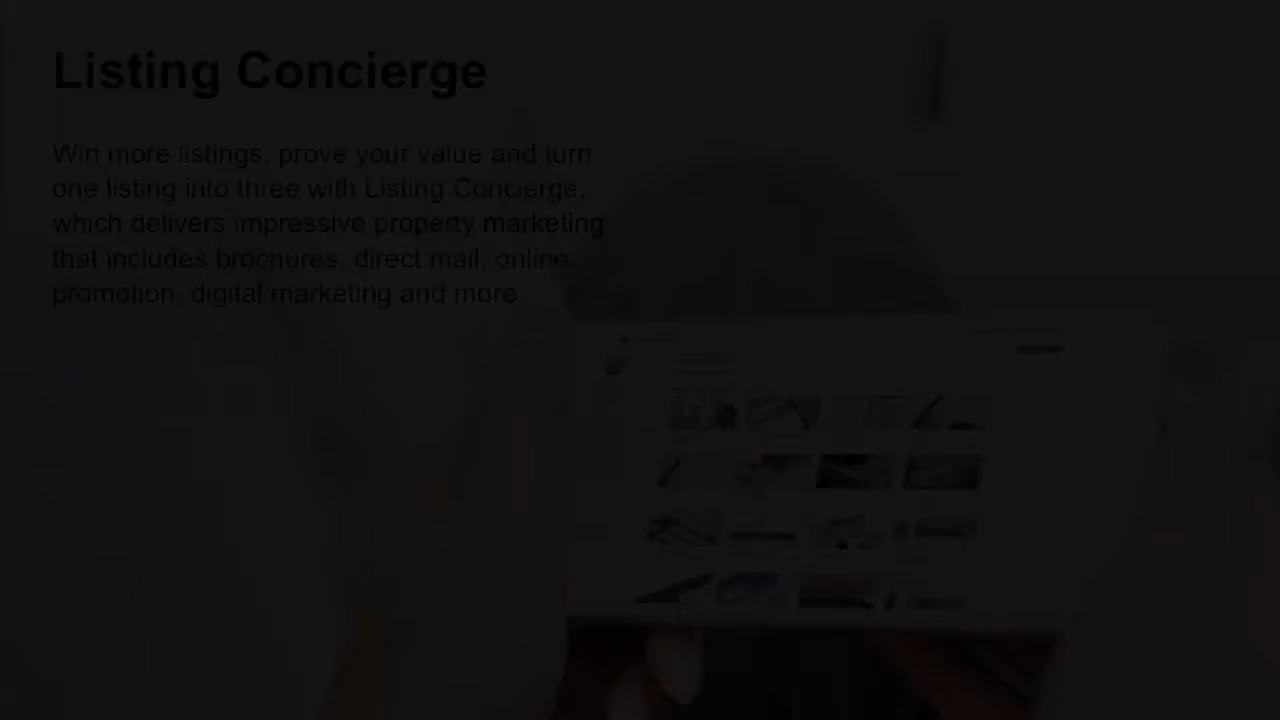 Listing Concierge
Win more listings, prove your value and turn
one listing into three with Listing Concierge,
which delivers impressive property marketing
that includes brochures, direct mail, online
promotion, digital marketing and more.